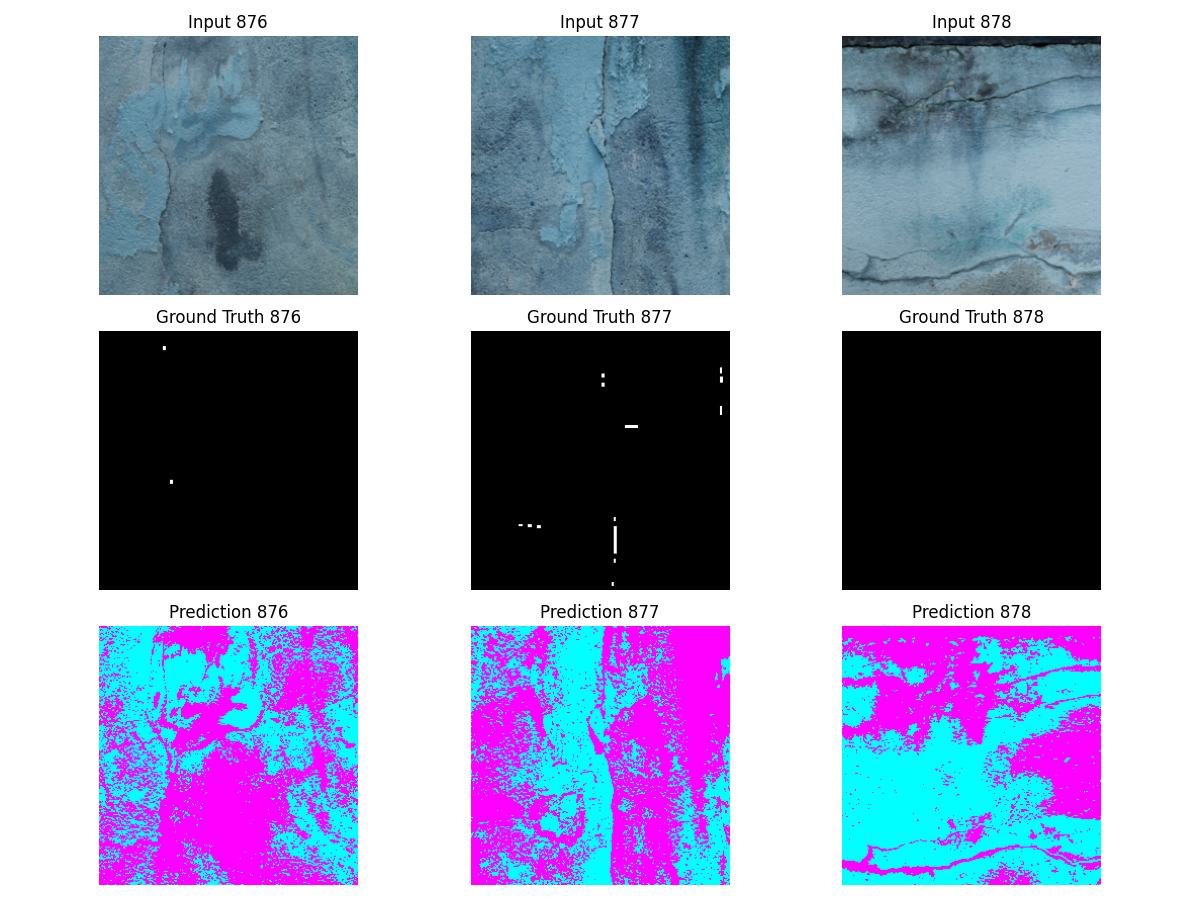 Input 876
Input 877
Input 878
Ground Truth 876
Ground Truth 877
Ground Truth 878
Prediction 876
Prediction 877
Prediction 878